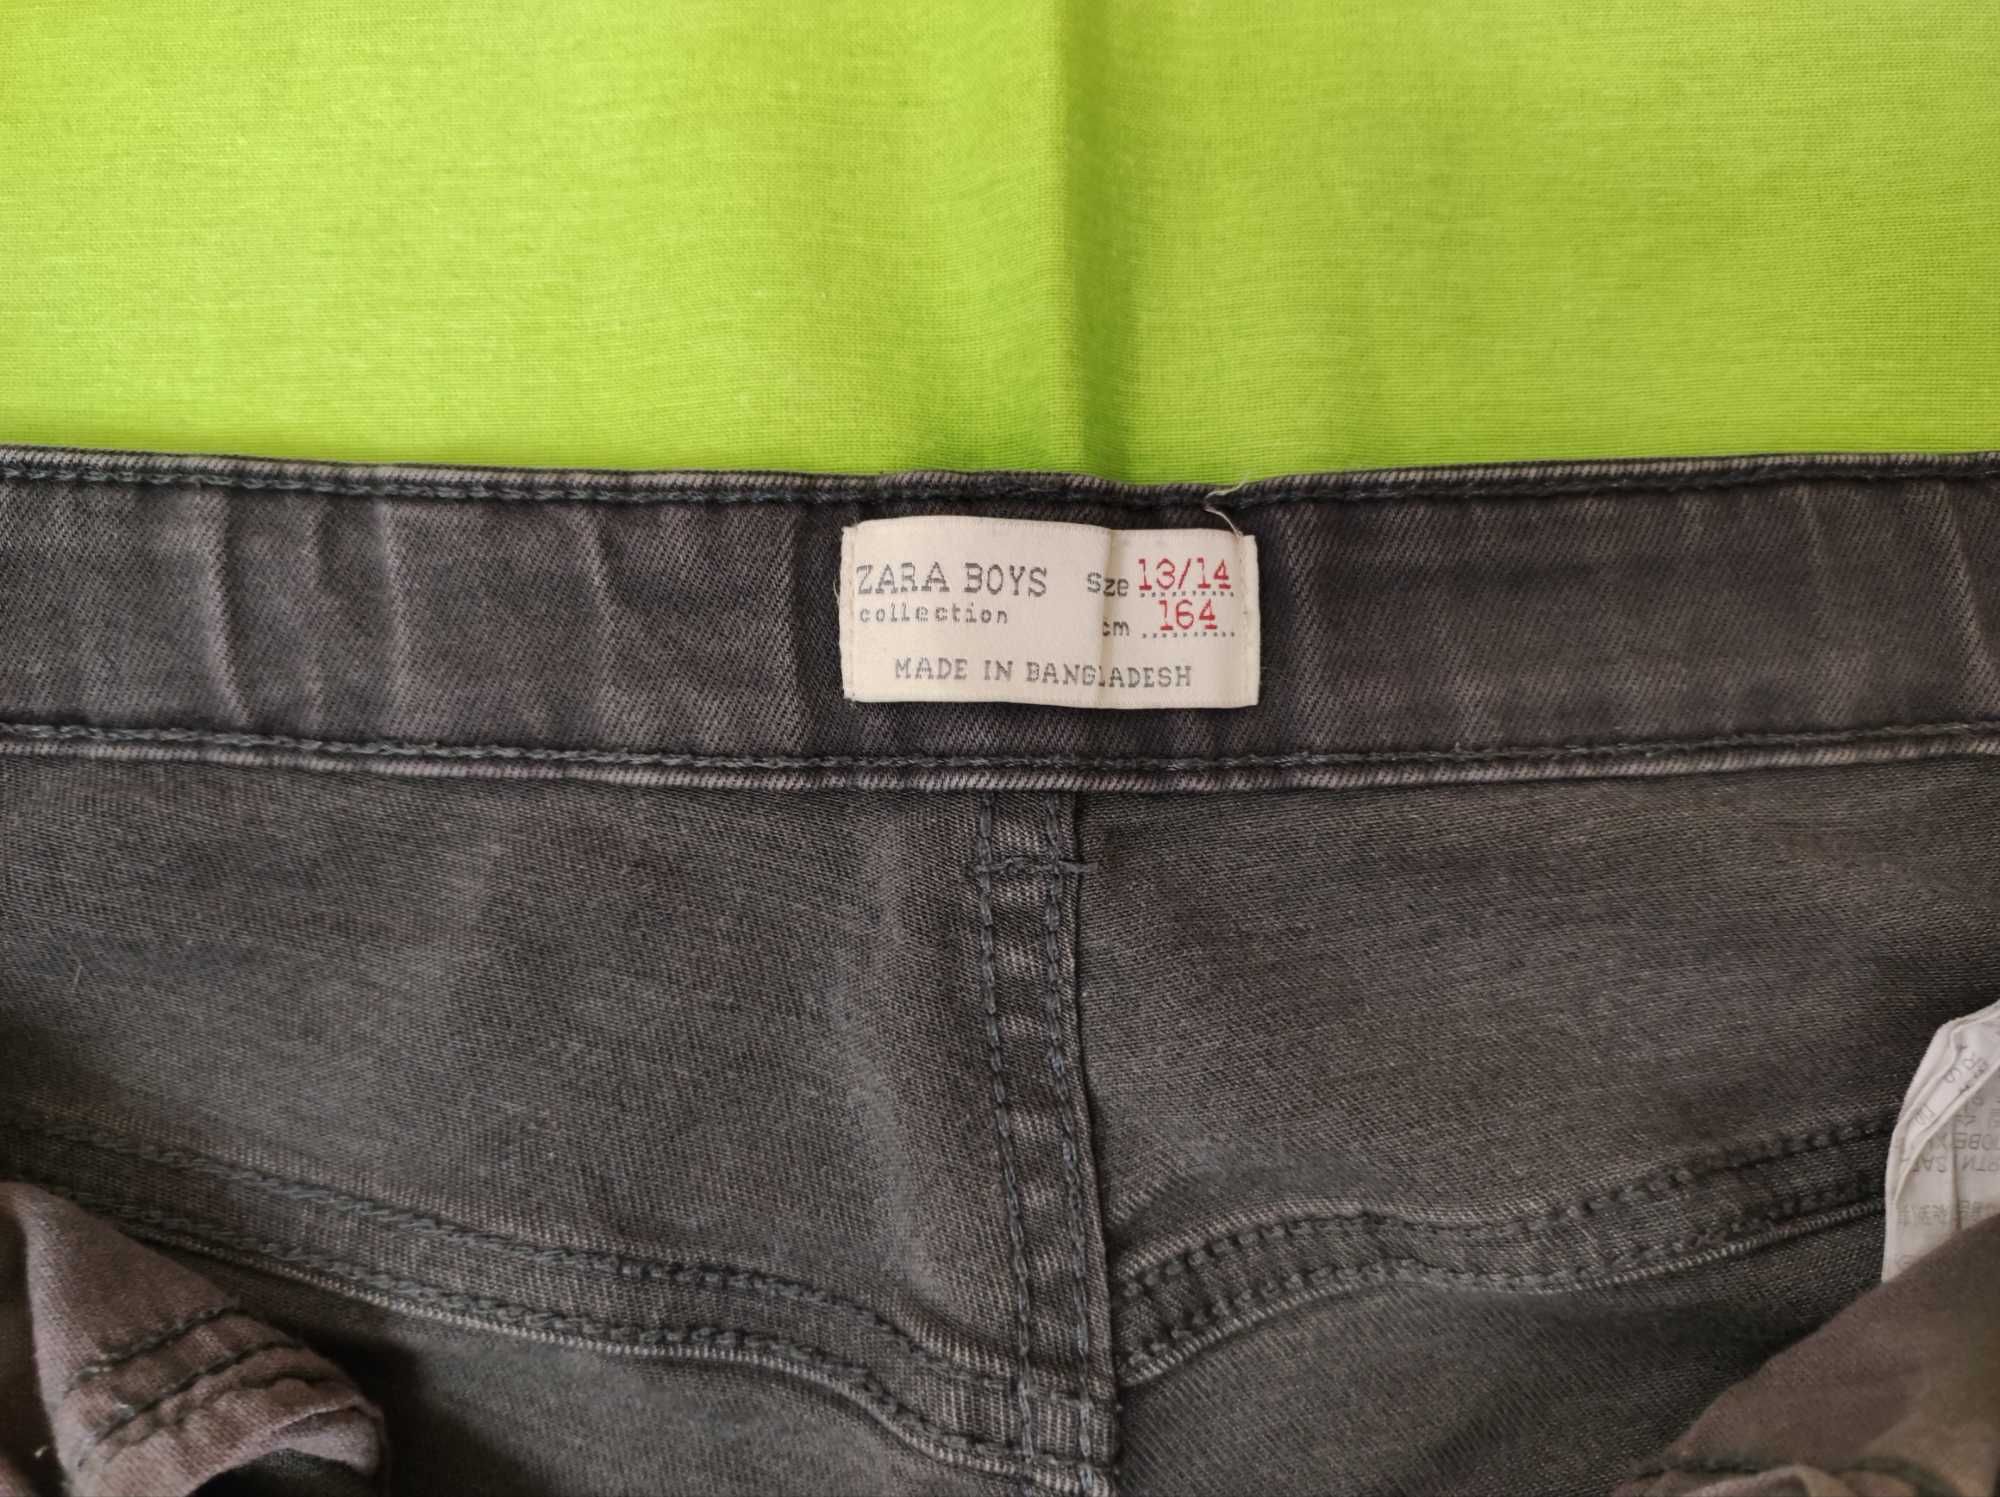 ZARA BOYS Size 13/14
collection cm 164
MADE IN BANGLADESH